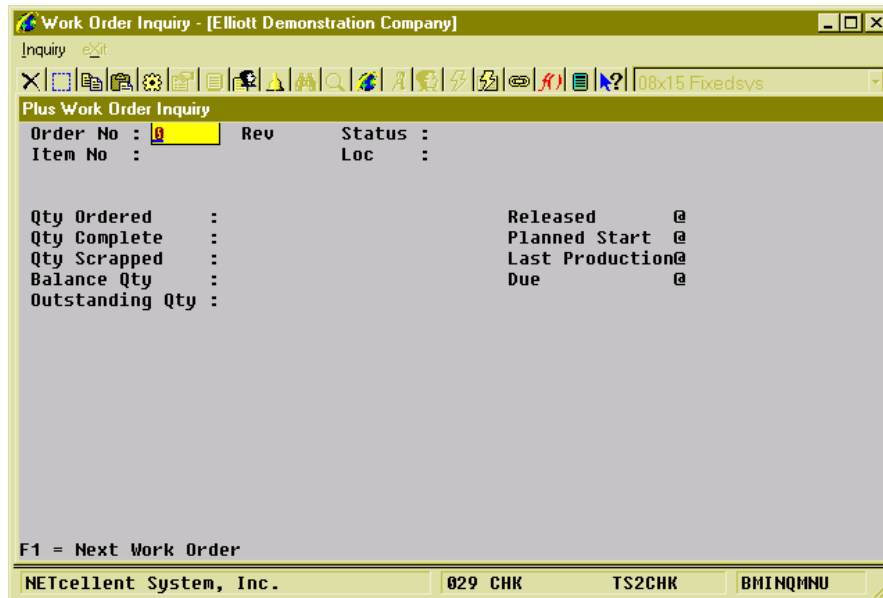 Work Order Inquiry - [Elliott Demonstration Company]
Inquiry eXit
08x15 Fixedsys
Plus Work Order Inquiry
Order No : 0 Rev Status :
Item No : Loc :
Qty Ordered : Released @
Qty Complete : Planned Start @
Qty Scrapped : Last Production@
Balance Qty : Due @
Outstanding Qty :
F1 = Next Work Order
NETcellent System, Inc. 029 CHK TS2CHK BMINQMNU